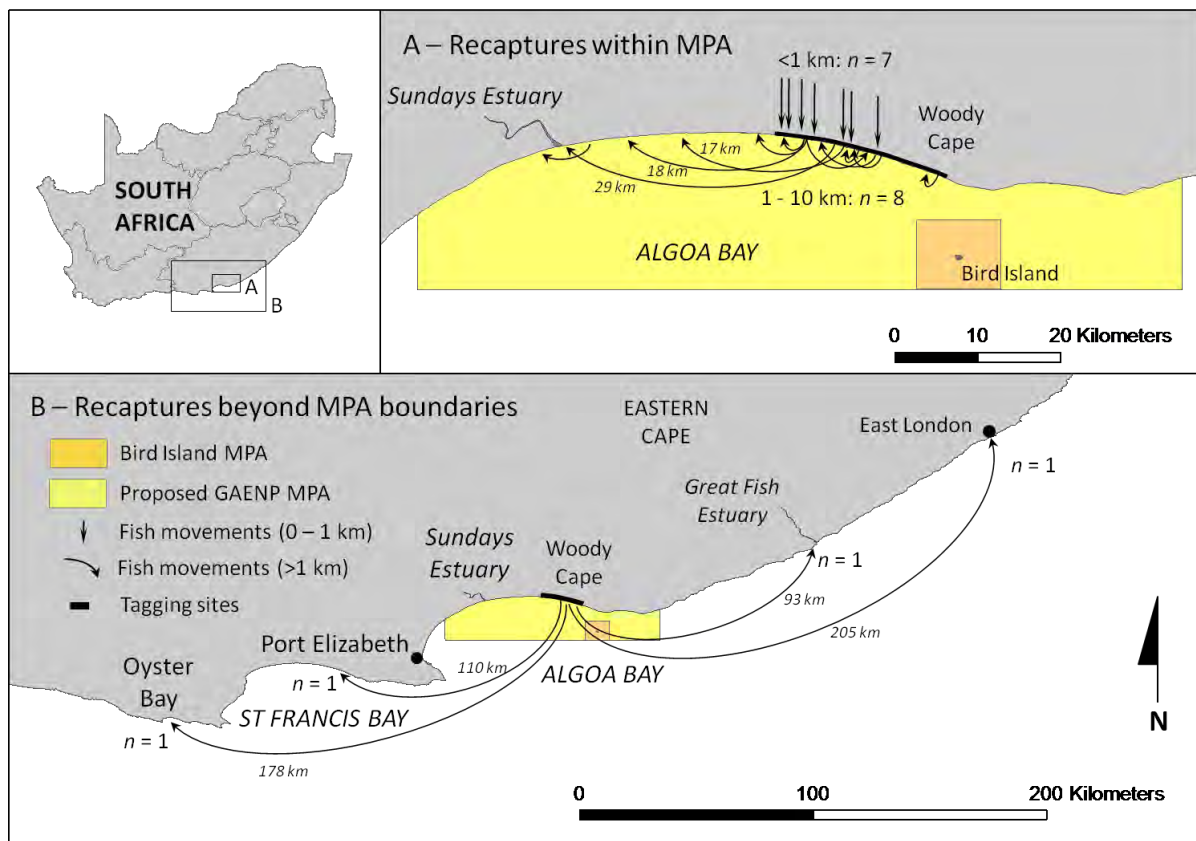 SOUTH
AFRICA
A
B
A – Recaptures within MPA
<1 km: n = 7
Sundays Estuary
Woody
Cape
17 km
18 km
29 km
1 - 10 km: n = 8
ALGOA BAY
Bird Island
0 10 20 Kilometers
B – Recaptures beyond MPA boundaries
Bird Island MPA
Proposed GAENP MPA
Fish movements (0 – 1 km)
Fish movements (>1 km)
Tagging sites
EASTERN
CAPE
East London
n = 1
Great Fish
Estuary
n = 1
Sundays
Estuary
Woody
Cape
93 km
205 km
Port Elizabeth
110 km
ALGOA BAY
Oyster
Bay
n = 1
ST FRANCIS BAY
n = 1
178 km
N
0 100 200 Kilometers